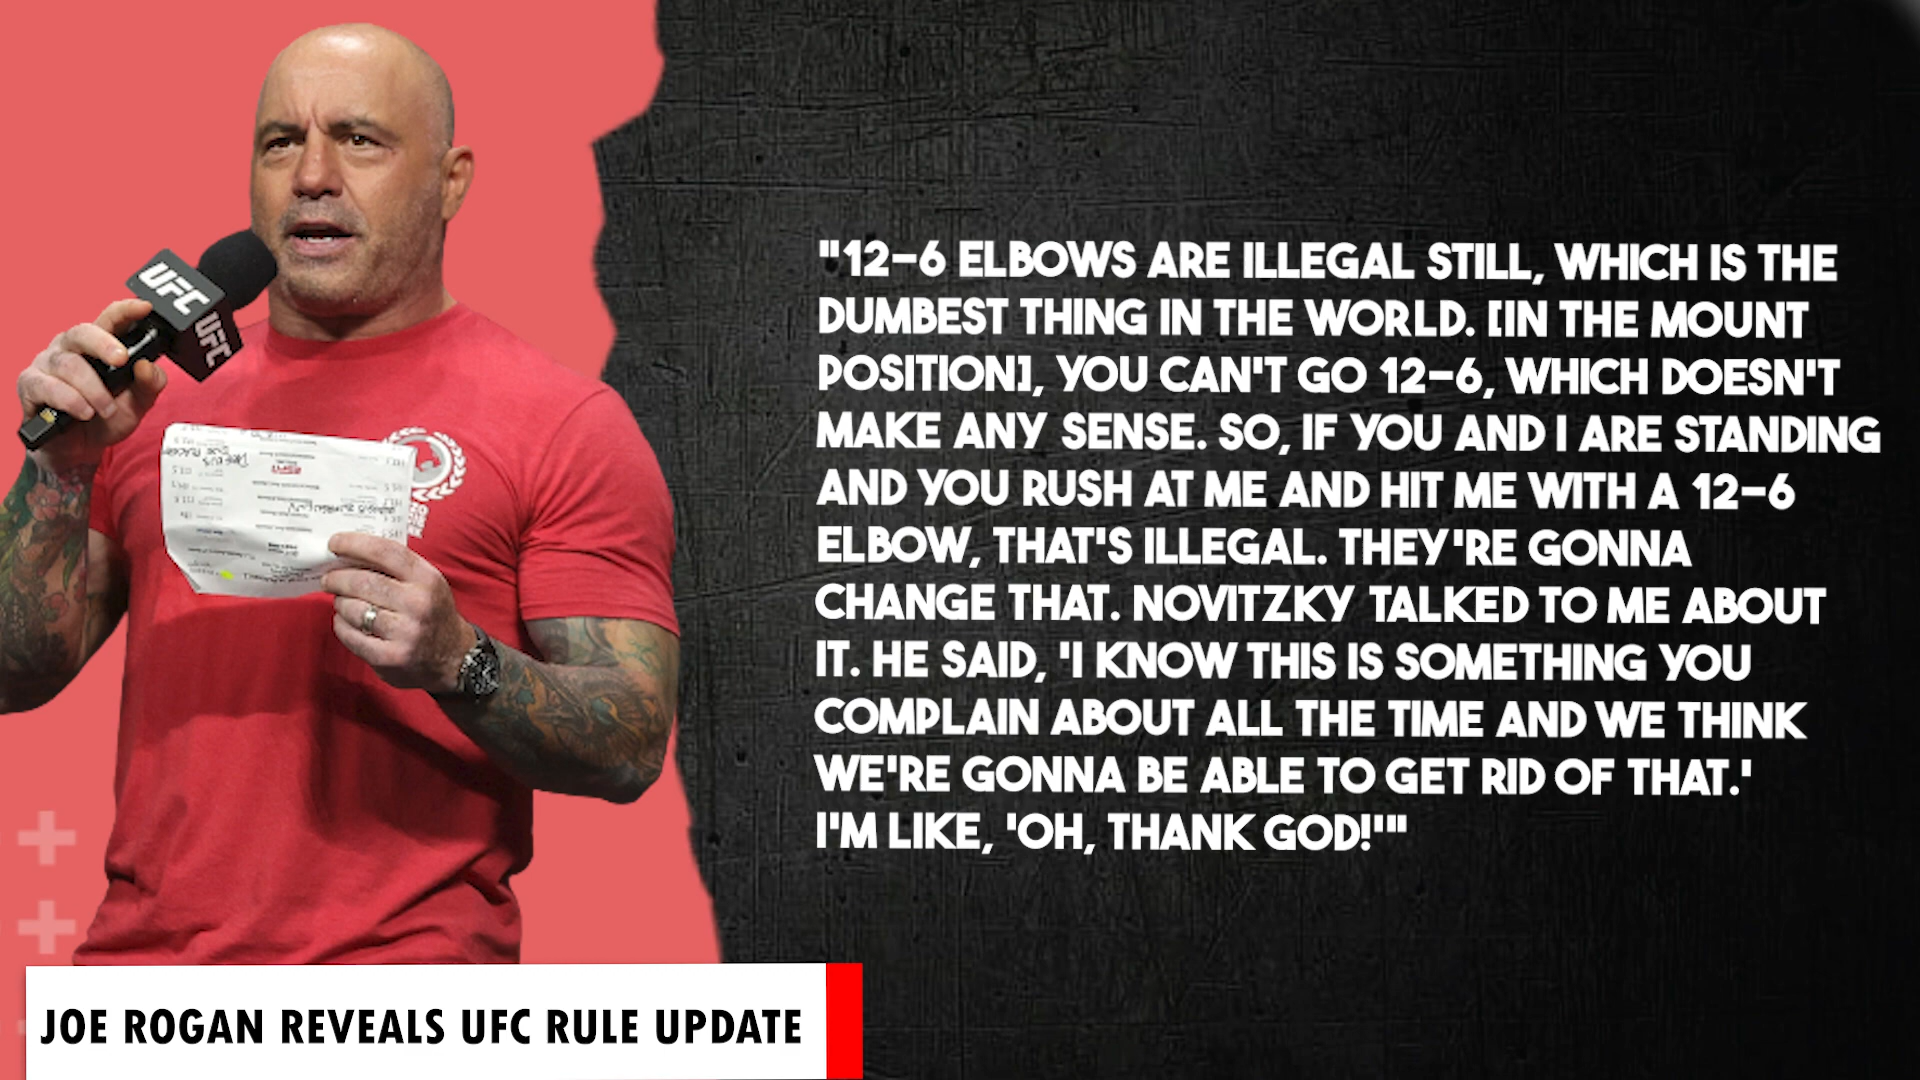 UFC
UFC
ESPN
"12-6 ELBOWS ARE ILLEGAL STILL, WHICH IS THE
DUMBEST THING IN THE WORLD. [IN THE MOUNT
POSITION], YOU CAN'T GO 12-6, WHICH DOESN'T
MAKE ANY SENSE. SO, IF YOU AND I ARE STANDING
AND YOU RUSH AT ME AND HIT ME WITH A 12-6
ELBOW, THAT'S ILLEGAL. THEY'RE GONNA
CHANGE THAT. NOVITZKY TALKED TO ME ABOUT
IT. HE SAID, 'I KNOW THIS IS SOMETHING YOU
COMPLAIN ABOUT ALL THE TIME AND WE THINK
WE'RE GONNA BE ABLE TO GET RID OF THAT.'
I'M LIKE, 'OH, THANK GOD!'"
JOE ROGAN REVEALS UFC RULE UPDATE